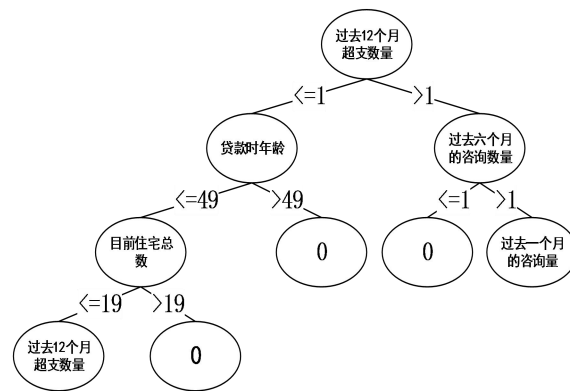 过去12个月
超支数量
<=1
>1
贷款时年龄
过去六个月
的咨询数量
<=49
>49
<=1
>1
目前住宅总
数
0
0
过去一个月
的咨询量
<=19
>19
过去12个月
超支数量
0